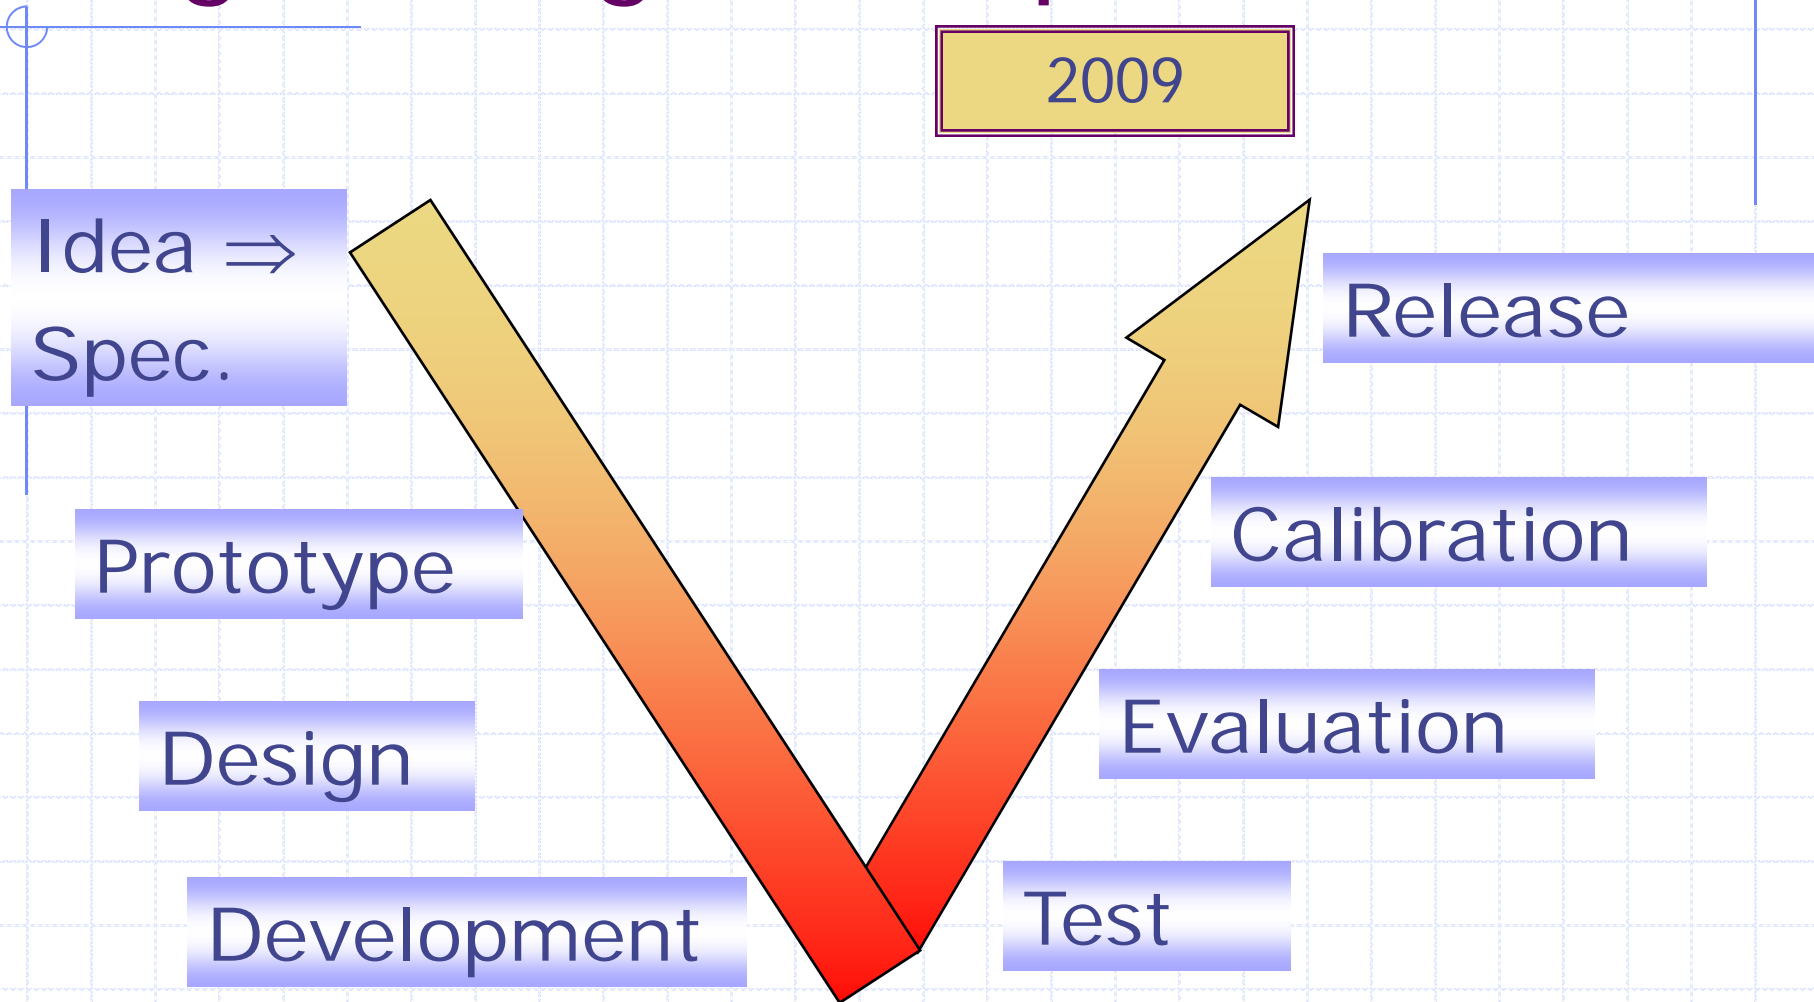 2009
Idea ⇒
Spec.
Prototype
Design
Development
Test
Evaluation
Calibration
Release